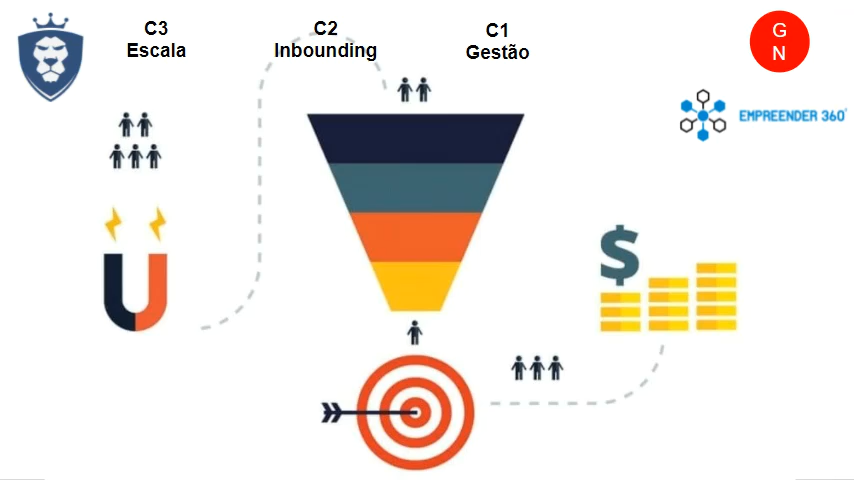 C3
Escala
C2
Inbounding
C1
Gestão
G
N
EMPREENDER 360°
$